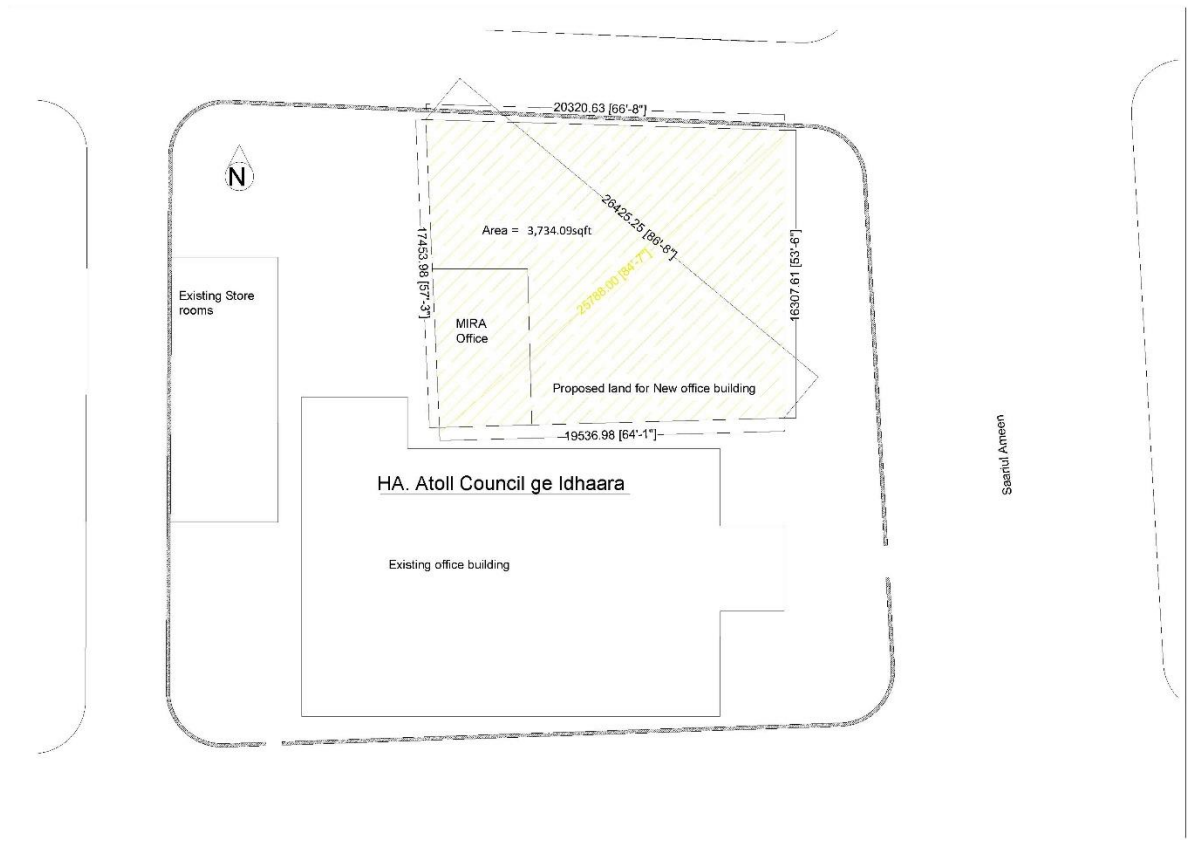 20320.63 [66'-8"]
N
26425.25 [86'-8"]
Area = 3,734.09sqft
17453.98 [57'-3"]
16307.61 [53'-6"]
25788.00 [84'-7"]
Existing Store
rooms
MIRA
Office
Proposed land for New office building
19536.98 [64'-1"]
HA. Atoll Council ge Idhaara
Saariul Ameen
Existing office building